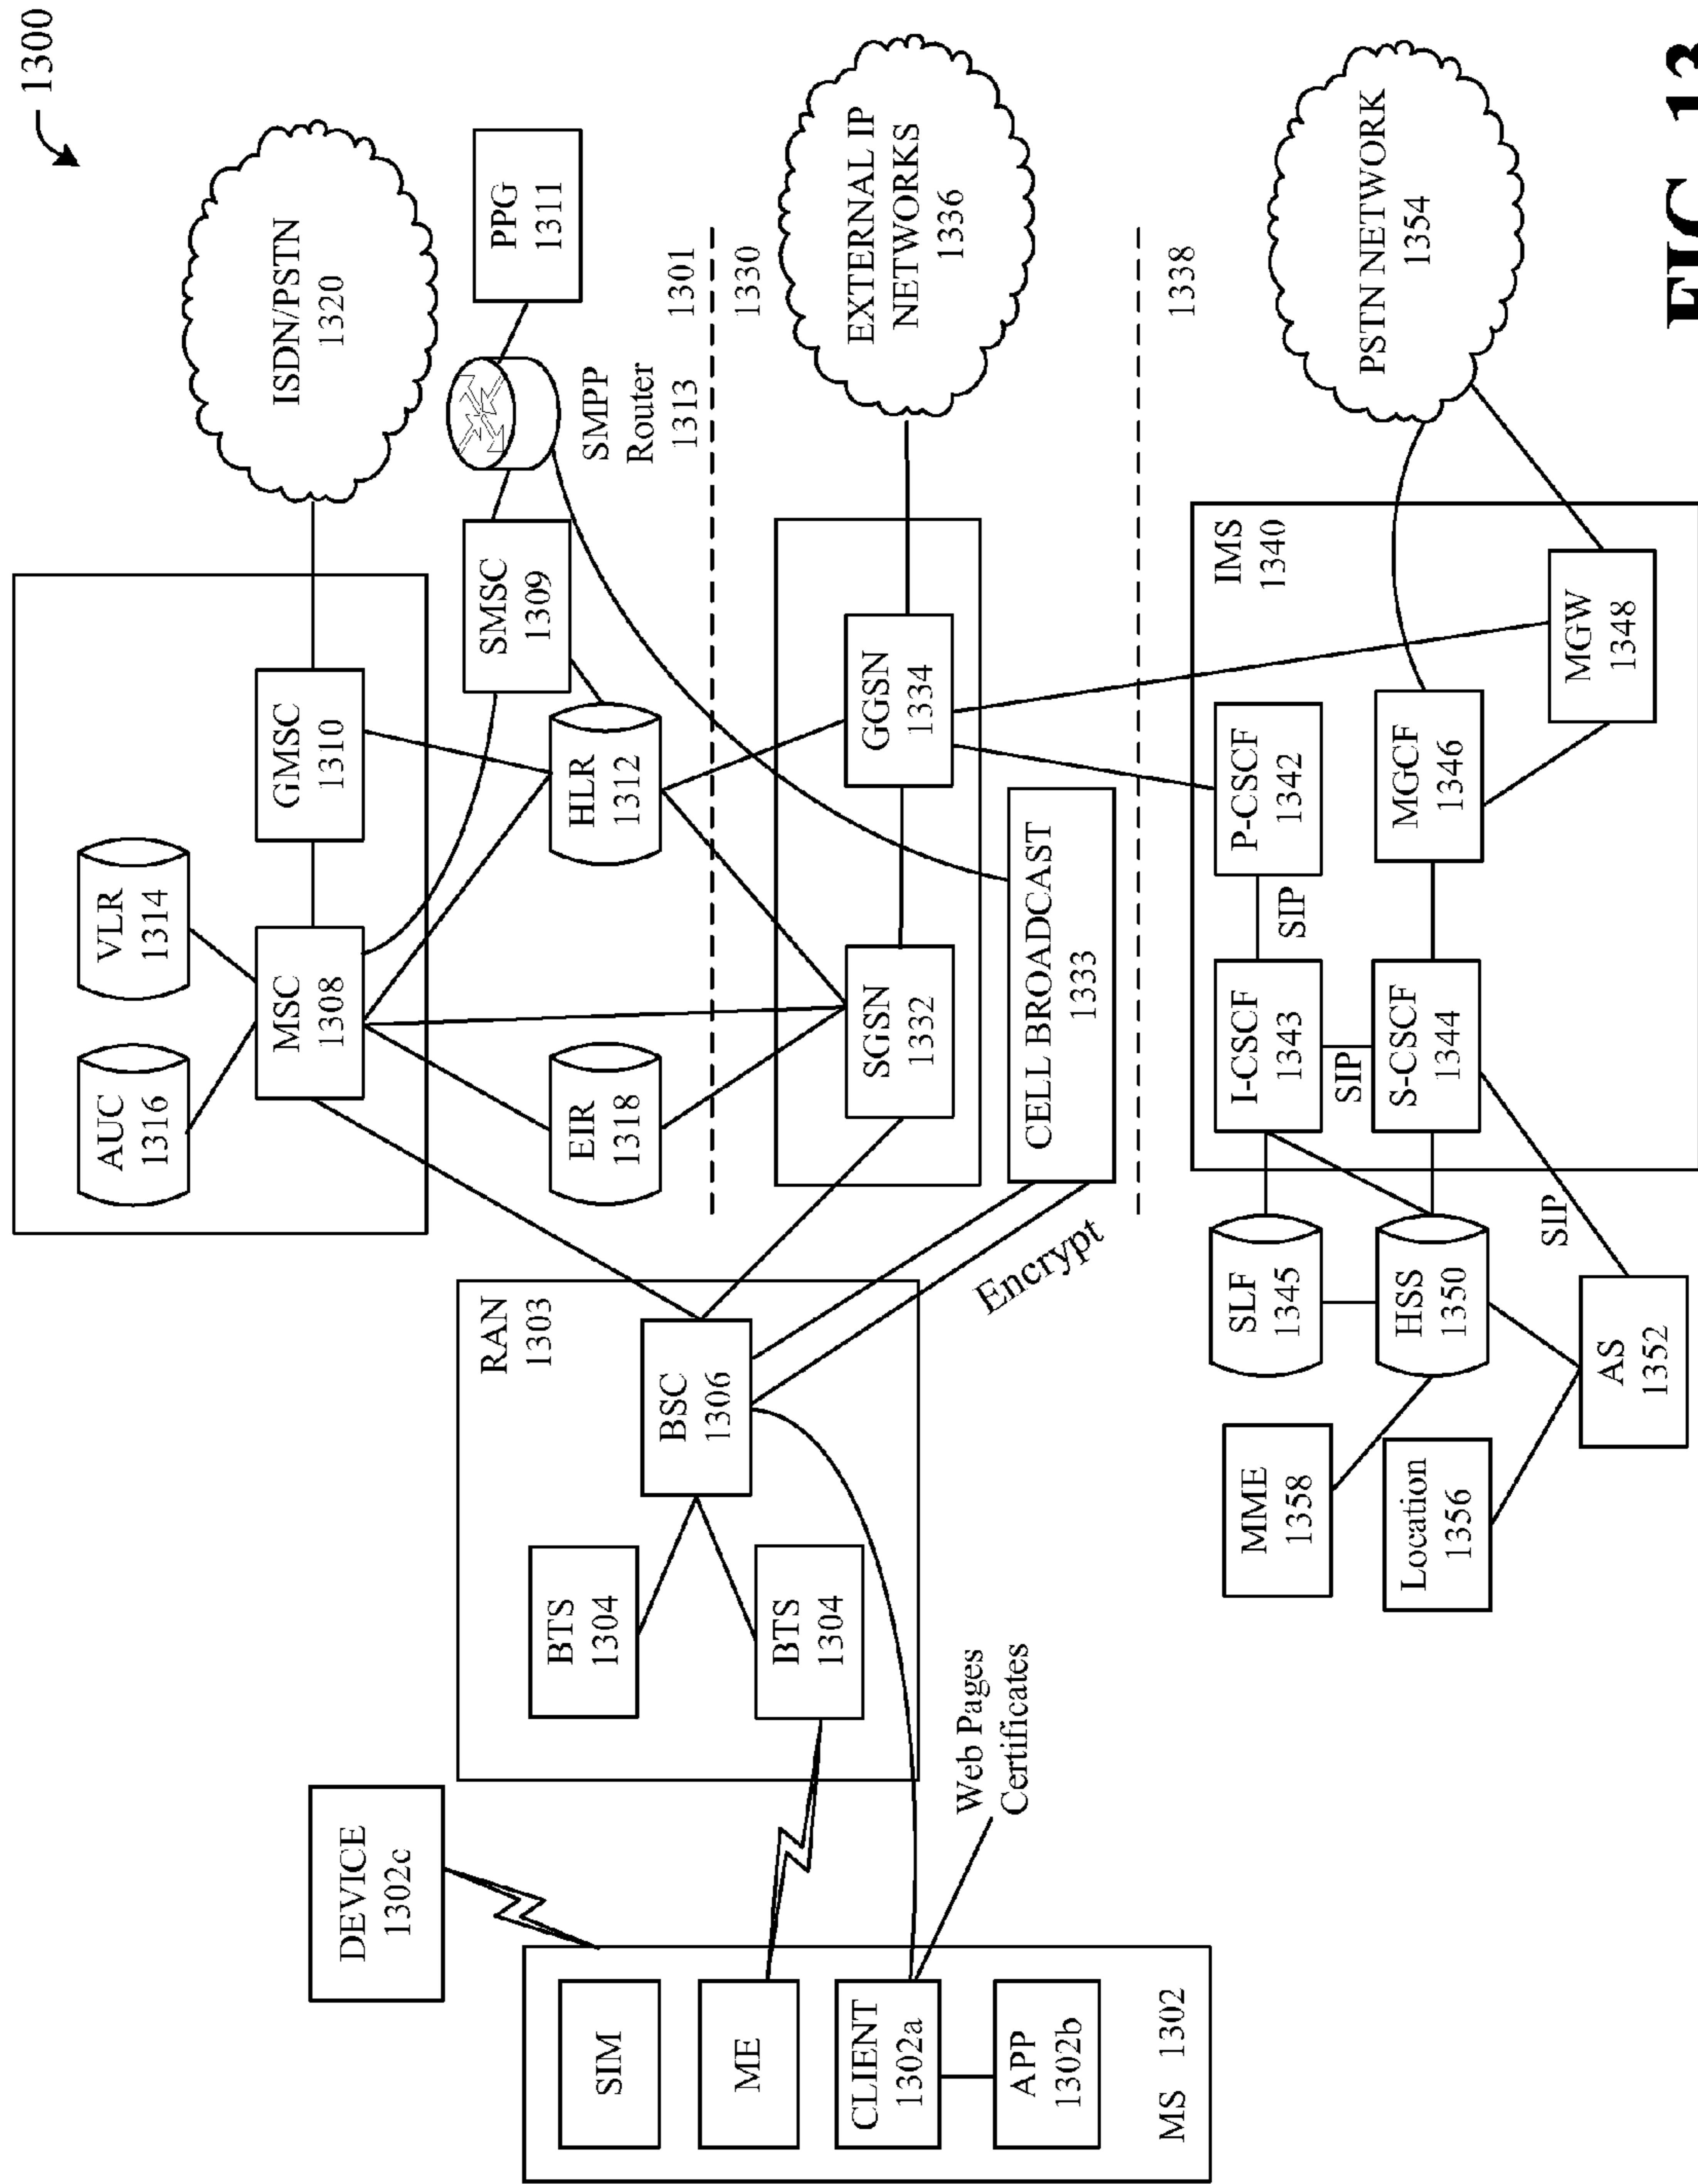 1300
ISDN/PSTN
1320
PPG
1311
SMPP
Router
1313
1301
1330
EXTERNAL IP
NETWORKS
1336
1338
PSTN NETWORK
1354
AUC
1316
VLR
1314
MSC
1308
GMSC
1310
SMSC
1309
EIR
1318
HLR
1312
SGSN
1332
GGSN
1334
CELL BROADCAST
1333
Encrypt
IMS
1340
I-CSCF
1343
SIP
P-CSCF
1342
SIP
S-CSCF
1344
MGCF
1346
MGW
1348
SIP
SLF
1345
HSS
1350
AS
1352
MME
1358
Location
1356
RAN
1303
BTS
1304
BTS
1304
BSC
1306
DEVICE
1302c
SIM
ME
CLIENT
1302a
APP
1302b
MS 1302
Web Pages
Certificates
FIG. 13